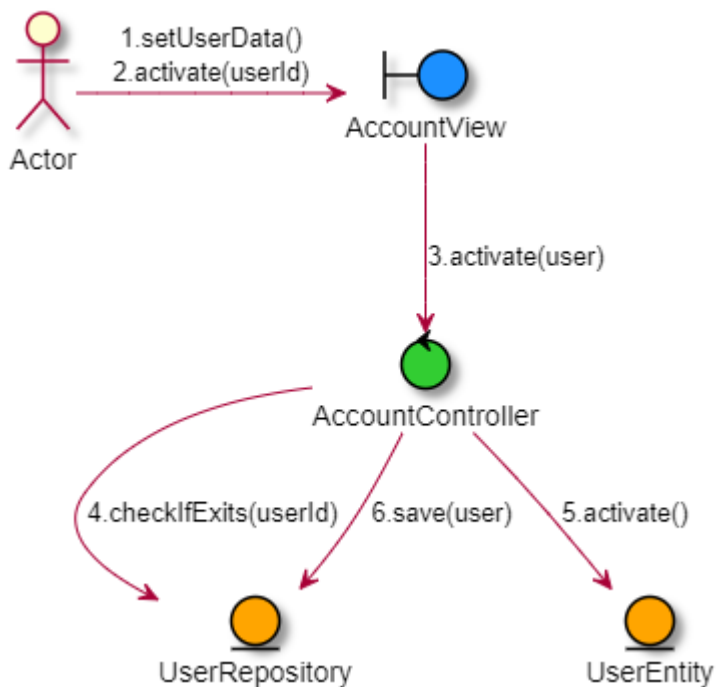 1.setUserData()
2.activate(userId)
Actor
AccountView
3.activate(user)
AccountController
4.checkIfExits(userId)
6.save(user)
5.activate()
UserRepository
UserEntity